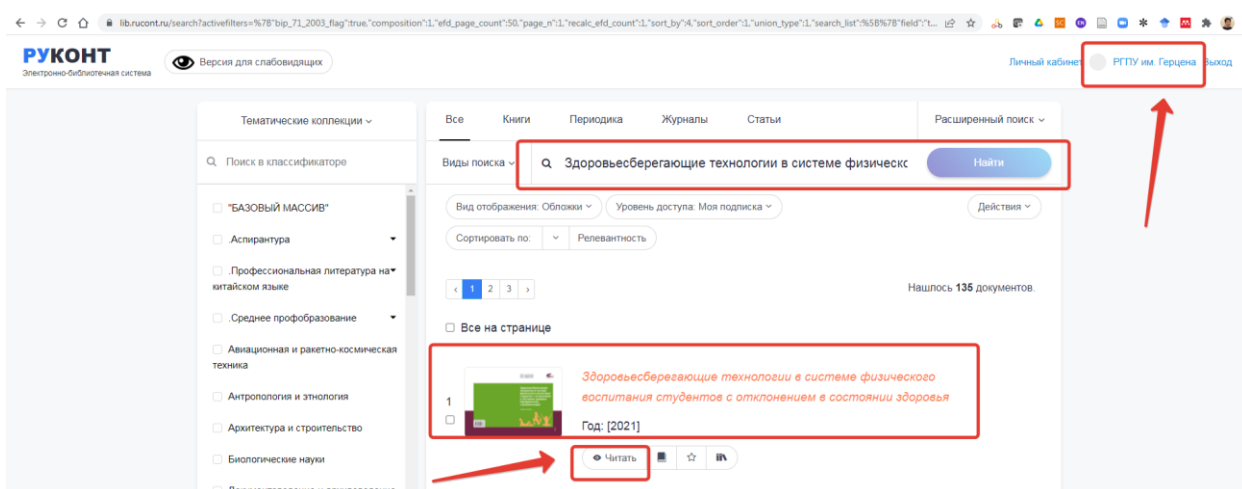 lib.rucont.ru/search?activefilters=%7B"bip_71_2003_flag":true,"composition":1,"efd_page_count":50,"page_n":1,"recalc_efd_count":1,"sort_by":4,"sort_order":1,"union_type":1,"search_list":%5B%7B"field":"t...
РУКОНТ
Электронно-библиотечная система
Версия для слабовидящих
Личный кабинет РГПУ им. Герцена Выход
Тематические коллекции
Все Книги Периодика Журналы Статьи
Расширенный поиск
Поиск в классификаторе
Виды поиска
Здоровьесберегающие технологии в системе физическс
Найти
"БАЗОВЫЙ МАССИВ"
.Аспирантура
.Профессиональная литература на
китайском языке
.Среднее профобразование
Авиационная и ракетно-космическая
техника
Антропология и этнология
Архитектура и строительство
Биологические науки
Вид отображения: Обложки Уровень доступа: Моя подписка
Действия
Сортировать по: Релевантность
‹ 1 2 3 ›
Нашлось 135 документов.
Все на странице
1
Здоровьесберегающие технологии в системе физического
воспитания студентов с отклонением в состоянии здоровья
Год: [2021]
Читать